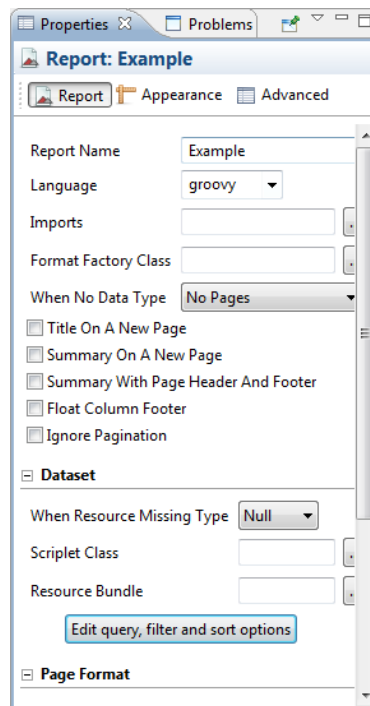 Properties Problems
Report: Example
Report Appearance Advanced
Report Name Example
Language groovy
Imports
Format Factory Class
When No Data Type No Pages
Title On A New Page
Summary On A New Page
Summary With Page Header And Footer
Float Column Footer
Ignore Pagination
Dataset
When Resource Missing Type Null
Scriplet Class
Resource Bundle
Edit query, filter and sort options
Page Format